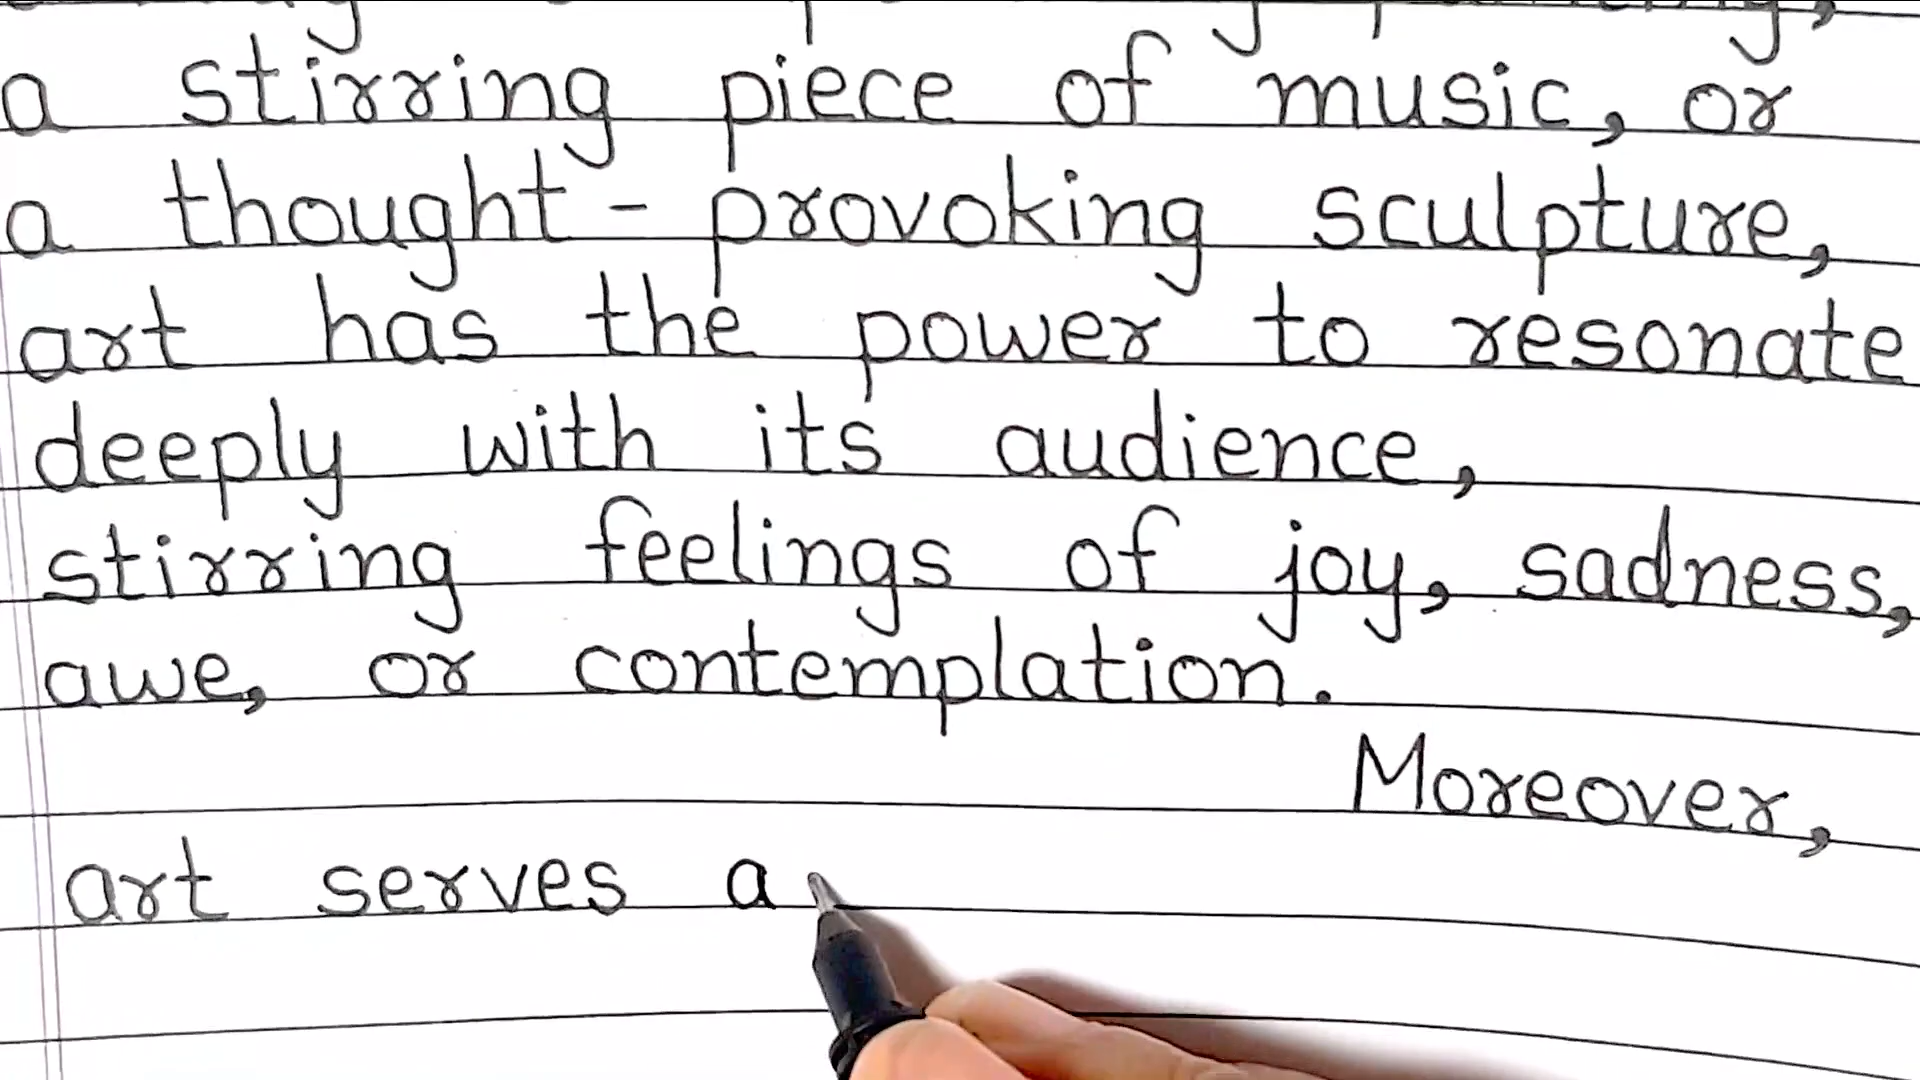 a stirring piece of music, or
a thought-provoking sculpture,
art has the power to resonate
deeply with its audience,
stirring feelings of joy, sadness,
awe, or contemplation.
Moreover,
art serves a